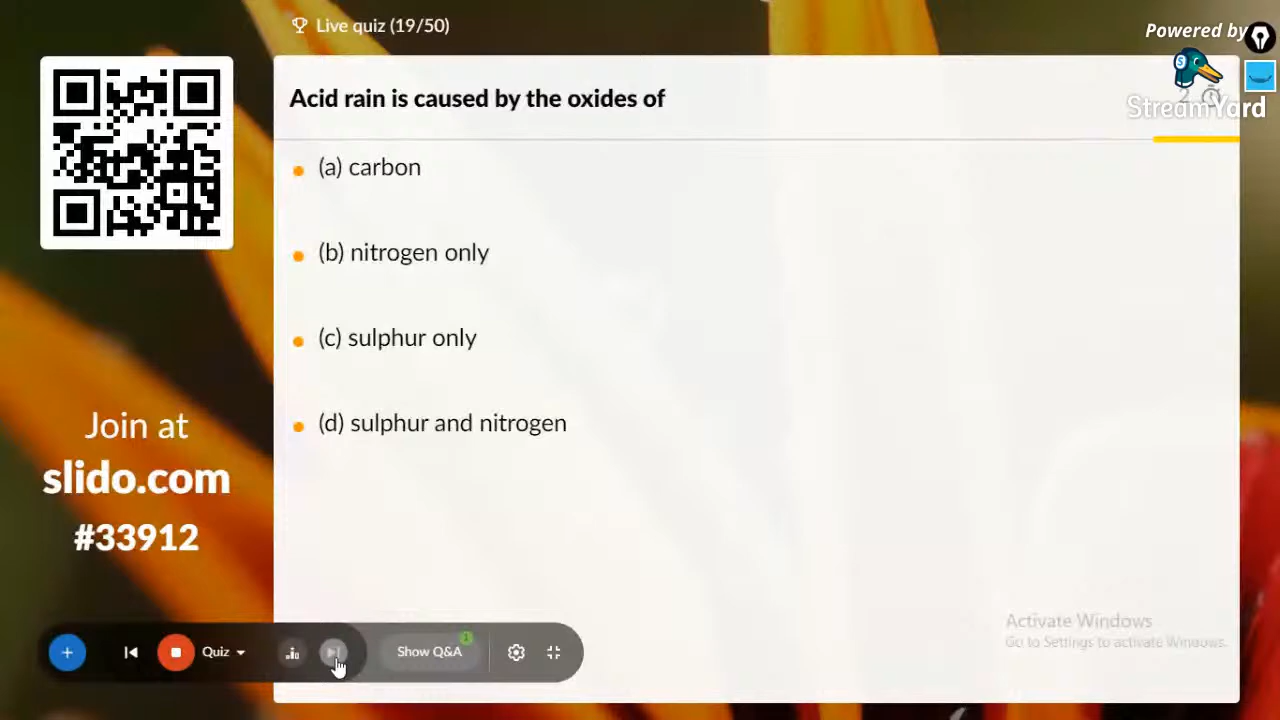 Live quiz (19/50)
Powered by
StreamYard
Acid rain is caused by the oxides of
(a) carbon
(b) nitrogen only
(c) sulphur only
(d) sulphur and nitrogen
Join at
slido.com
#33912
Activate Windows
Go to Settings to activate Windows.
Quiz
Show Q&A
1